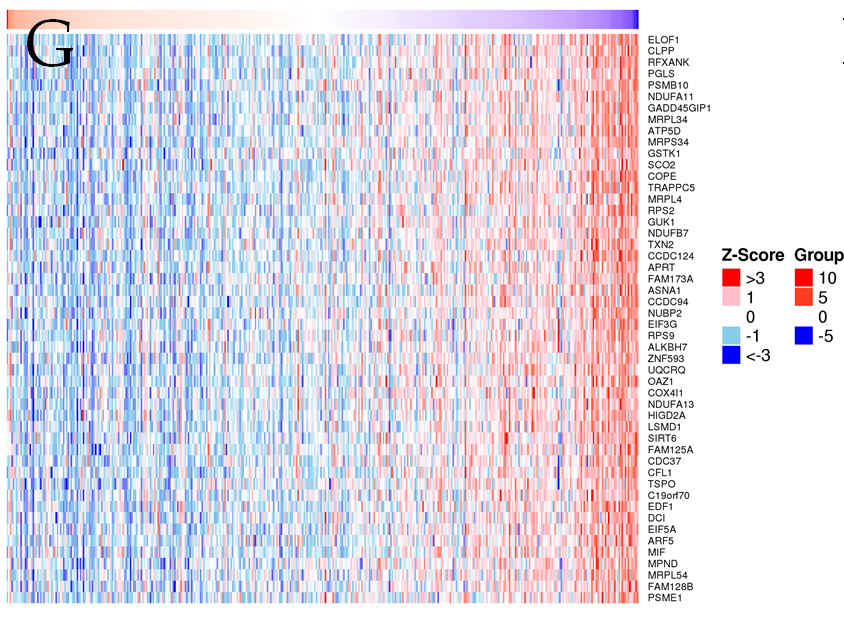 G
ELOF1
CLPP
RFXANK
PGLS
PSMB10
NDUFA11
GADD45GIP1
MRPL34
ATP5D
MRPS34
GSTK1
SCO2
COPE
TRAPPC5
MRPL4
RPS2
GUK1
NDUFB7
TXN2
CCDC124
APRT
FAM173A
ASNA1
CCDC94
NUBP2
EIF3G
RPS9
ALKBH7
ZNF593
UQCRQ
OAZ1
COX4I1
NDUFA13
HIGD2A
LSMD1
SIRT6
FAM125A
CDC37
CFL1
TSPO
C19orf70
EDF1
DCI
EIF5A
ARF5
MIF
MPND
MRPL54
FAM128B
PSME1
Z-Score
>3
1
0
-1
<-3
Group
10
5
0
-5